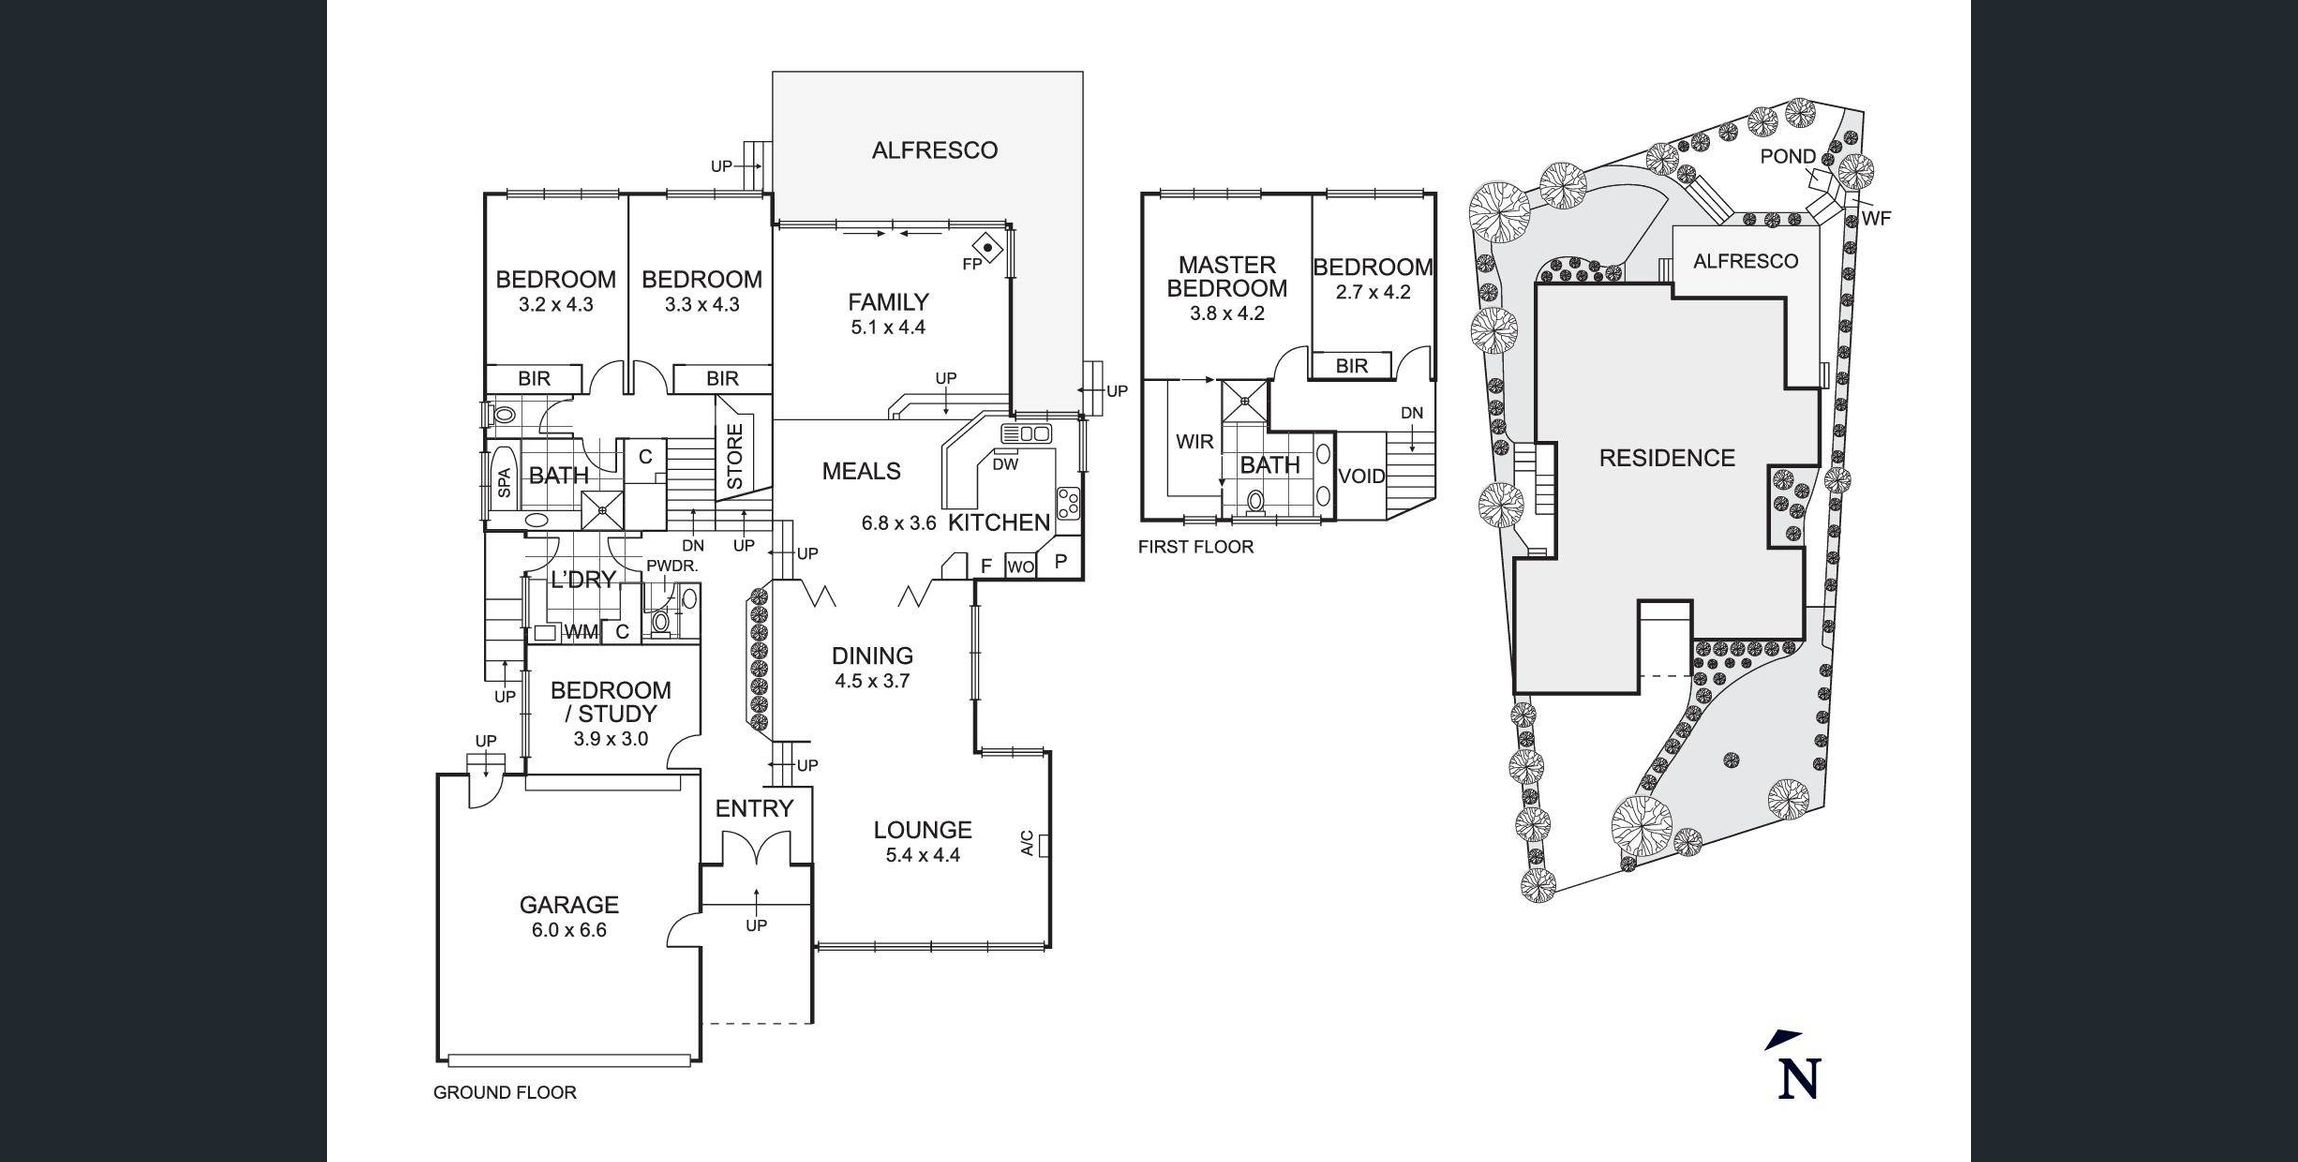 ALFRESCO
UP
BEDROOM
3.2 x 4.3
BEDROOM
3.3 x 4.3
FP
FAMILY
5.1 x 4.4
BIR
BIR
UP
UP
STORE
C
SPA
BATH
MEALS
DW
6.8 x 3.6
KITCHEN
DN
UP
UP
F
WO
P
L'DRY
PWDR.
WM
C
DINING
4.5 x 3.7
BEDROOM
/ STUDY
3.9 x 3.0
UP
UP
UP
ENTRY
LOUNGE
5.4 x 4.4
A/C
GARAGE
6.0 x 6.6
UP
GROUND FLOOR
MASTER
BEDROOM
3.8 x 4.2
BEDROOM
2.7 x 4.2
BIR
DN
WIR
BATH
VOID
FIRST FLOOR
POND
WF
ALFRESCO
RESIDENCE
N